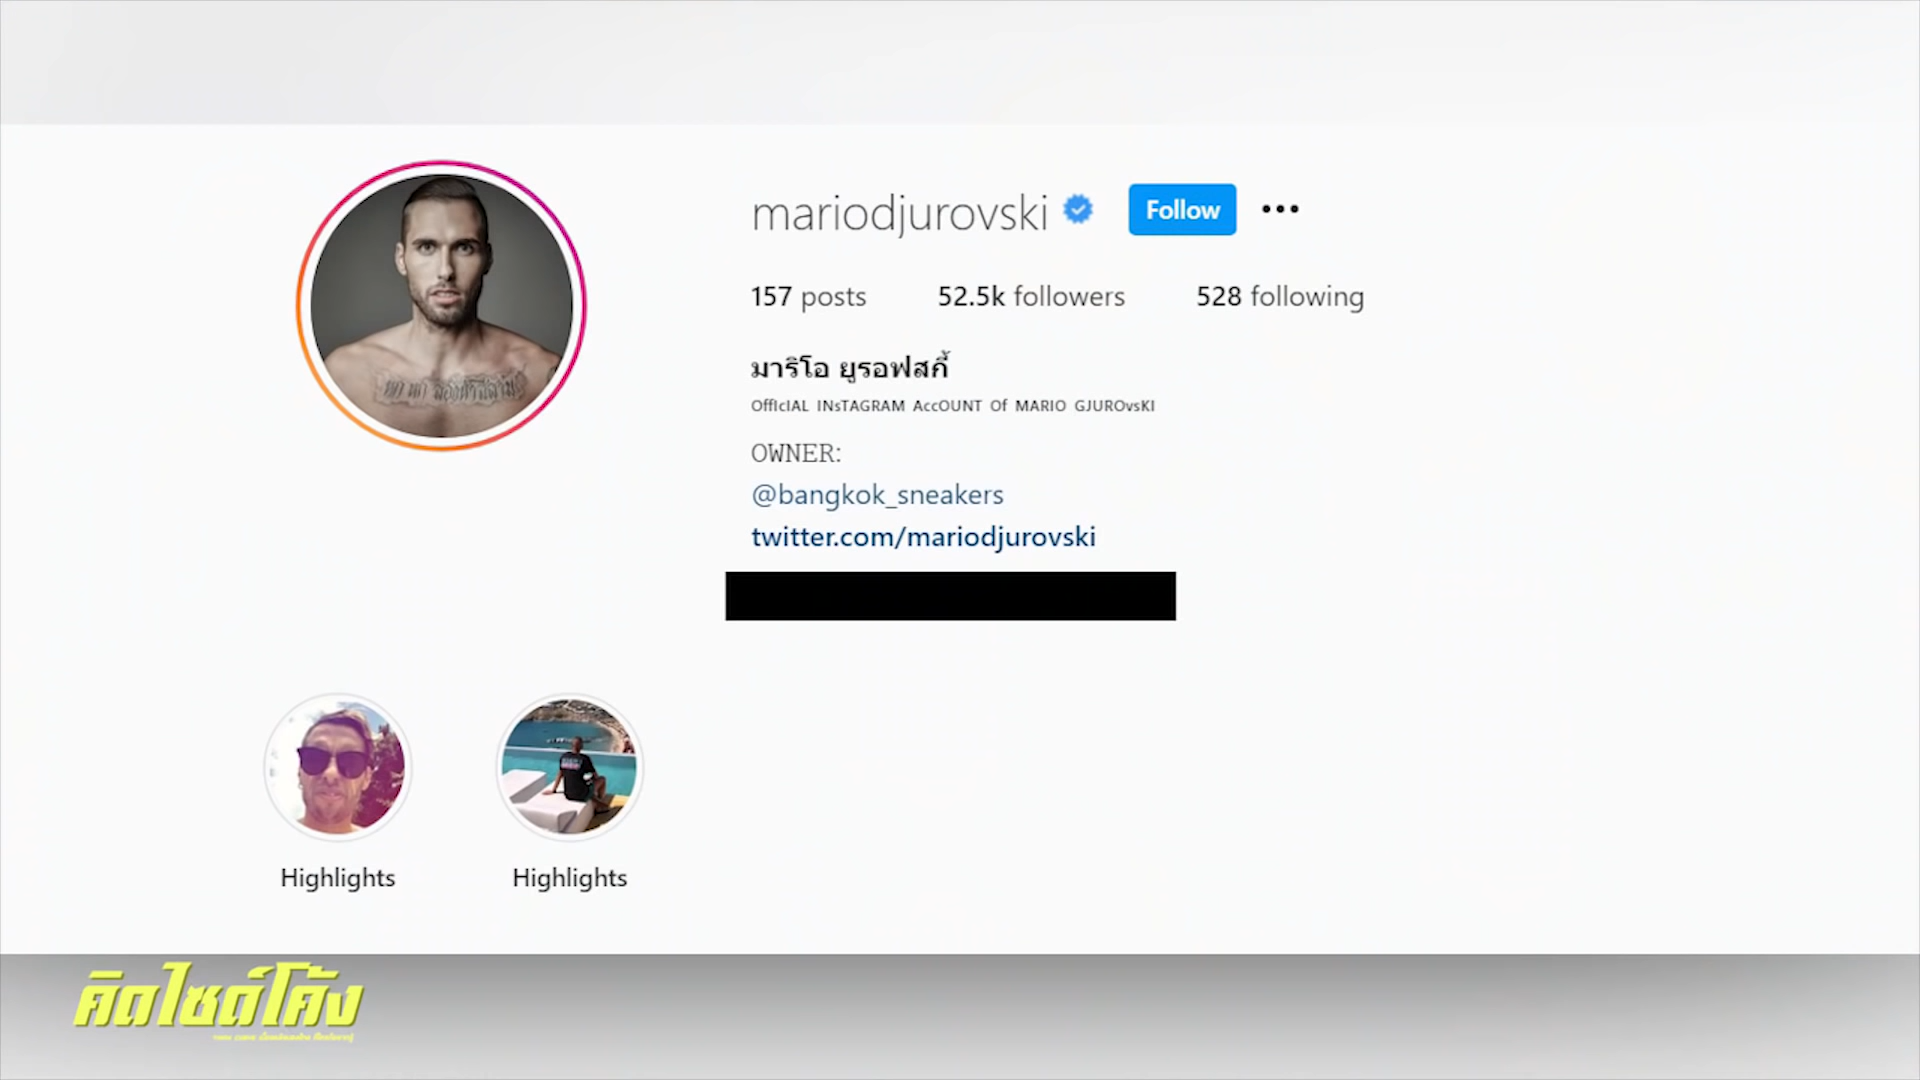 mariodjurovski
Follow
157 posts 52.5k followers 528 following
มาริโอ ยูรอฟสกี้
OffIcIAL INsTAGRAM AccOUNT Of MARIO GJUROvsKI
OWNER:
@bangkok_sneakers
twitter.com/mariodjurovski
Highlights Highlights
คิดไซด์โค้ง